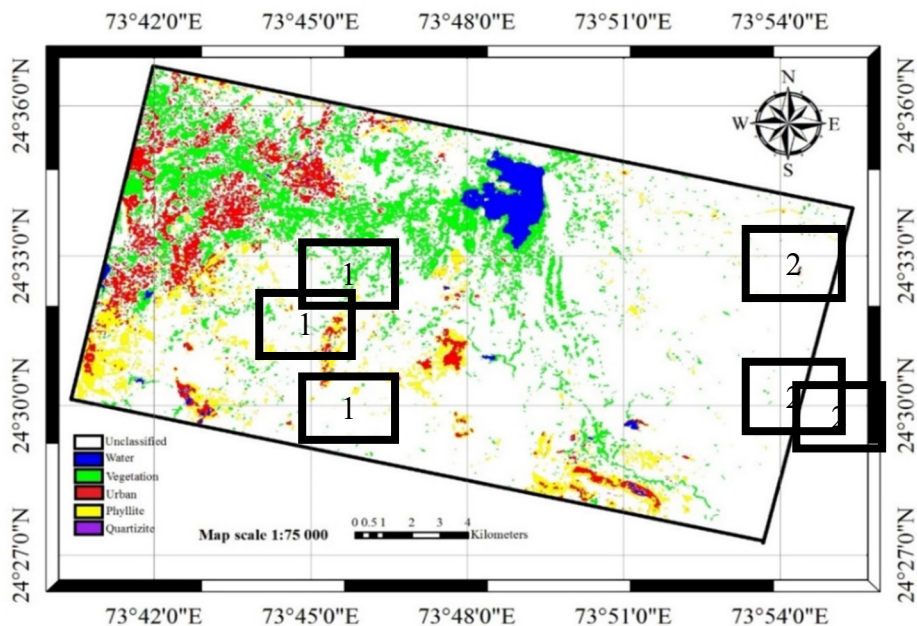 73°42'0"E 73°45'0"E 73°48'0"E 73°51'0"E 73°54'0"E
24°36'0"N 24°36'0"N
N
W E
S
24°33'0"N 24°33'0"N
1 2
1
1 2 2
24°30'0"N 24°30'0"N
Unclassified
Water
Vegetation
Urban
Phyllite
Quartizite
Map scale 1:75 000 0 0.5 1 2 3 4 Kilometers
24°27'0"N 24°27'0"N
73°42'0"E 73°45'0"E 73°48'0"E 73°51'0"E 73°54'0"E